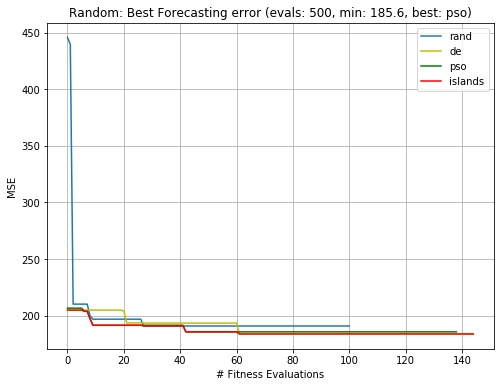 Random: Best Forecasting error (evals: 500, min: 185.6, best: pso)
rand
de
pso
islands
MSE
450
400
350
300
250
200
0 20 40 60 80 100 120 140
# Fitness Evaluations